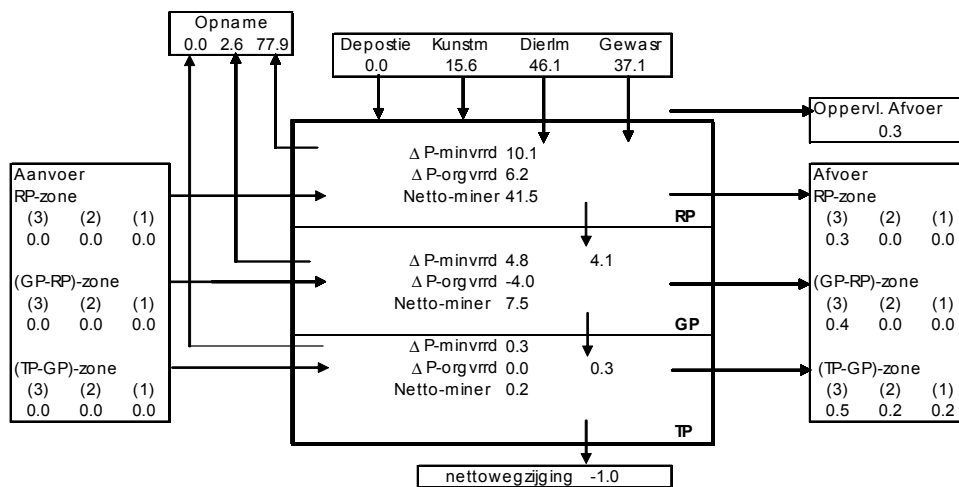 Opname
0.0 2.6 77.9
Depostie Kunstm Dierlm Gewasr
0.0 15.6 46.1 37.1
Oppervl. Afvoer
0.3
Aanvoer
RP-zone
(3) (2) (1)
0.0 0.0 0.0
(GP-RP)-zone
(3) (2) (1)
0.0 0.0 0.0
(TP-GP)-zone
(3) (2) (1)
0.0 0.0 0.0
Δ P-minvrrd 10.1
Δ P-orgvrrd 6.2
Netto-miner 41.5
RP
Δ P-minvrrd 4.8 4.1
Δ P-orgvrrd -4.0
Netto-miner 7.5
GP
Δ P-minvrrd 0.3
Δ P-orgvrrd 0.0 0.3
Netto-miner 0.2
TP
Afvoer
RP-zone
(3) (2) (1)
0.3 0.0 0.0
(GP-RP)-zone
(3) (2) (1)
0.4 0.0 0.0
(TP-GP)-zone
(3) (2) (1)
0.5 0.2 0.2
nettowegzijging -1.0